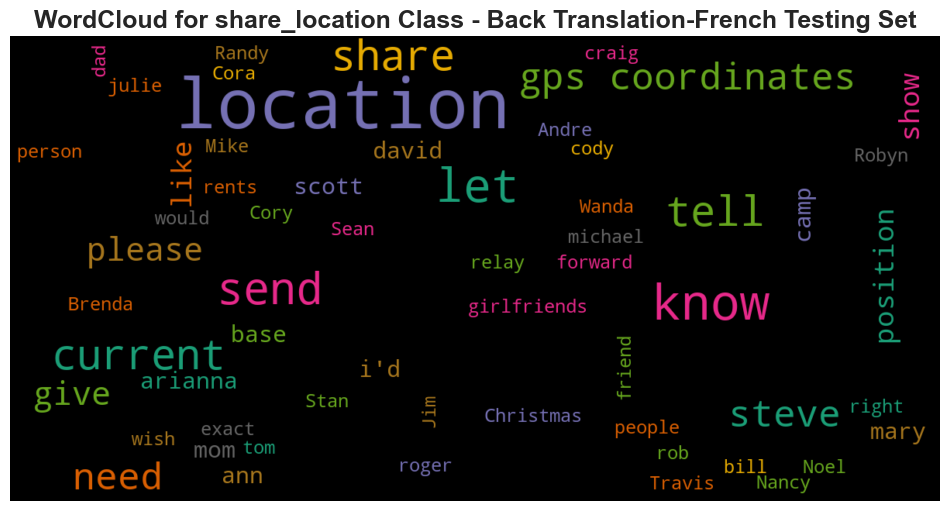 WordCloud for share_location Class - Back Translation-French Testing Set
dad
Randy
share
craig
julie
Cora
location
gps coordinates
show
person
like
Mike
david
Andre
cody
Robyn
rents
scott
let
would
Cory
Sean
Wanda
tell
camp
michael
please
relay
forward
position
Brenda
send
girlfriends
know
base
current
arianna
i'd
friend
give
Stan
Jim
Christmas
steve
right
people
mary
wish
exact
mom
tom
need
ann
roger
rob
bill
Noel
Travis
Nancy